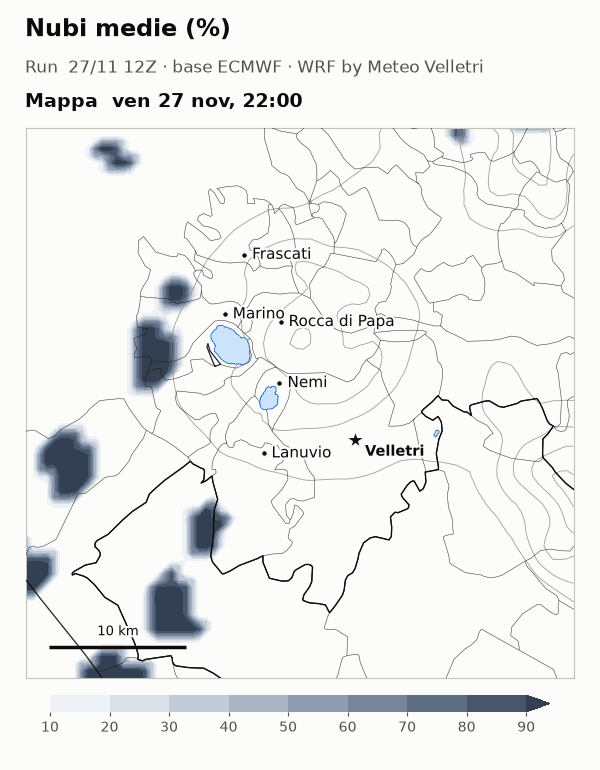 Nubi medie (%)
Run  27/11 12Z · base ECMWF · WRF by Meteo Velletri
Mappa  ven 27 nov, 22:00
Frascati
Marino
Rocca di Papa
Nemi
Velletri
Lanuvio
10 km
10 20 30 40 50 60 70 80 90